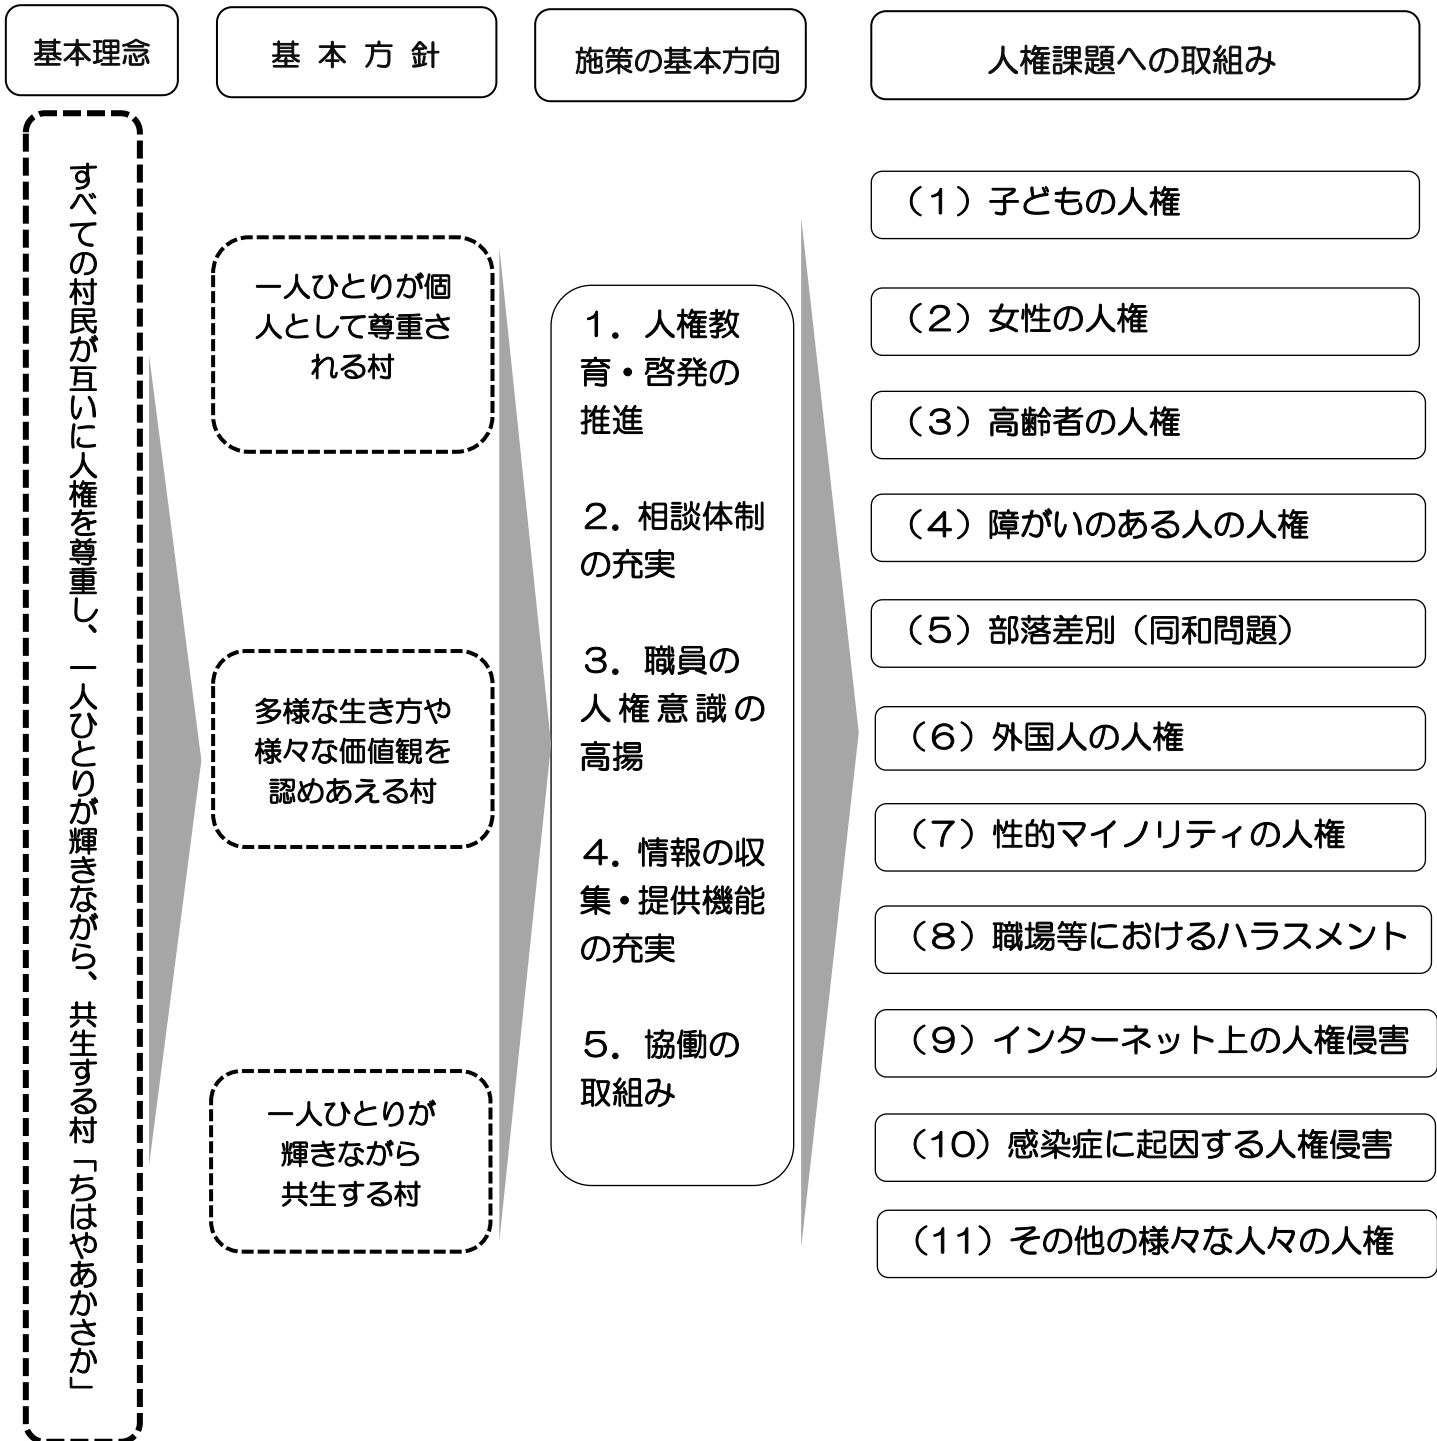 基本理念
基本方針
施策の基本方向
人権課題への取組み
すべての村民が互いに人権を尊重し、一人ひとりが輝きながら、共生する村「ちはやあかさか」
一人ひとりが個
人として尊重さ
れる村
多様な生き方や
様々な価値観を
認めあえる村
一人ひとりが
輝きながら
共生する村
１．人権教
育・啓発の
推進
２．相談体制
の充実
３．職員の
人権意識の
高揚
４．情報の収
集・提供機能
の充実
５．協働の
取組み
（１）子どもの人権
（２）女性の人権
（３）高齢者の人権
（４）障がいのある人の人権
（５）部落差別（同和問題）
（６）外国人の人権
（７）性的マイノリティの人権
（８）職場等におけるハラスメント
（９）インターネット上の人権侵害
（10）感染症に起因する人権侵害
（11）その他の様々な人々の人権